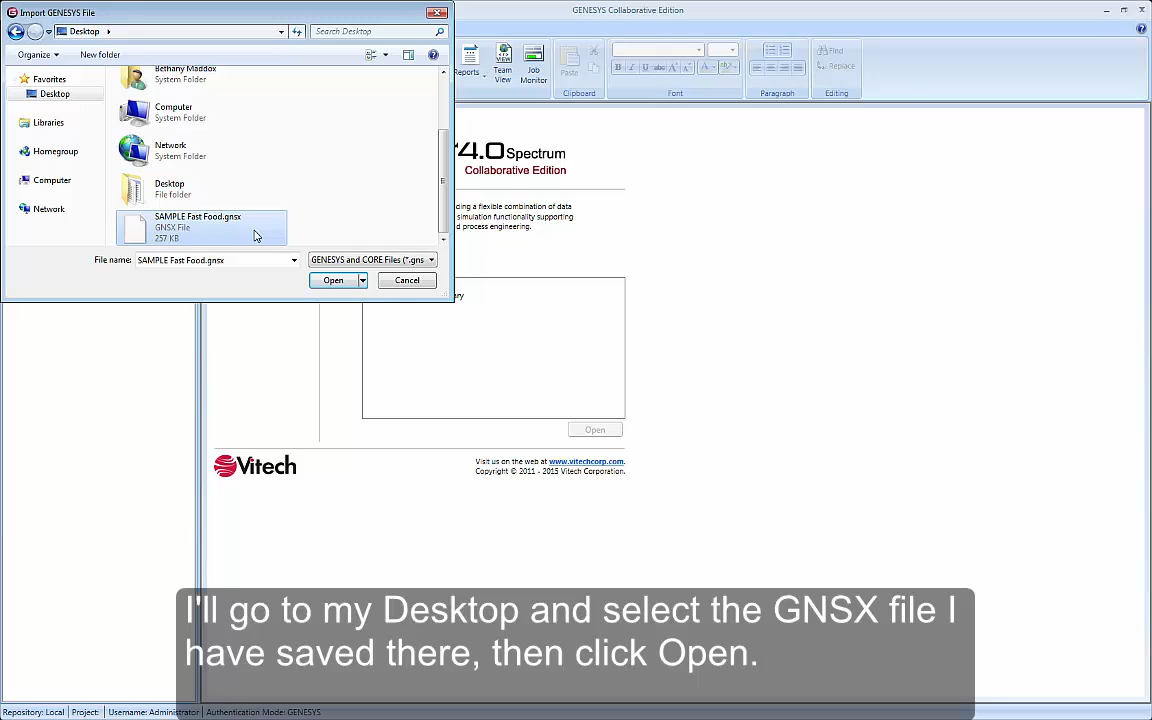 Import GENESYS File
GENESYS Collaborative Edition
Desktop
Search Desktop
Organize
New folder
Favorites
Desktop
Libraries
Homegroup
Computer
Network
Bethany Maddox
System Folder
Computer
System Folder
Network
System Folder
Desktop
File folder
SAMPLE Fast Food.gnsx
GNSX File
257 KB
File name:
SAMPLE Fast Food.gnsx
GENESYS and CORE Files (*.gns
Open
Cancel
Reports
Team
View
Job
Monitor
Paste
Clipboard
B I U abc A A A ab
Font
Paragraph
Find
Replace
Editing
4.0 Spectrum
Collaborative Edition
ding a flexible combination of data
simulation functionality supporting
d process engineering.
ary
Open
Vitech
Visit us on the web at www.vitechcorp.com.
Copyright © 2011 - 2015 Vitech Corporation.
I'll go to my Desktop and select the GNSX file I
have saved there, then click Open.
Repository: Local
Project:
Username: Administrator
Authentication Mode: GENESYS